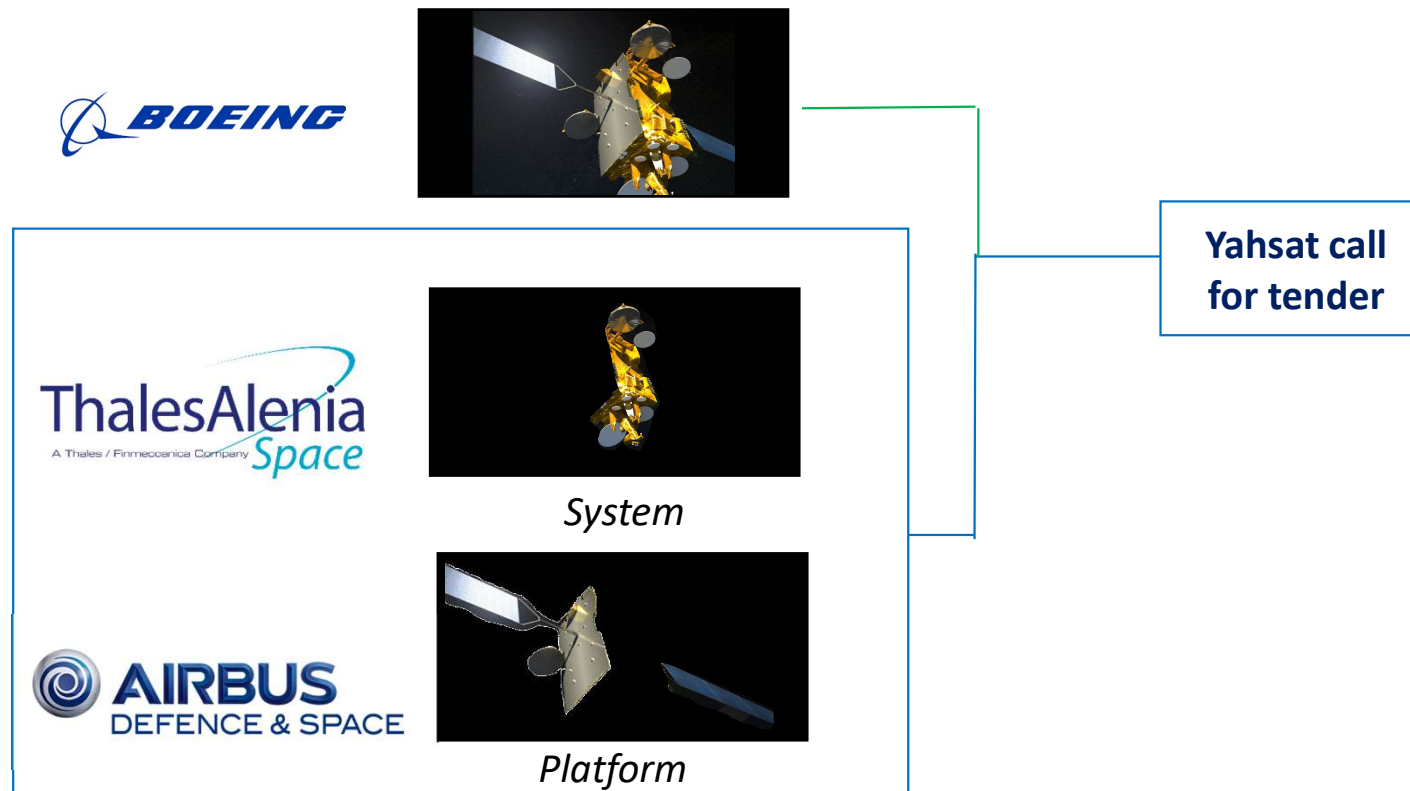 BOEING
Yahsat call
for tender
ThalesAlenia
A Thales / Finmeccanica Company Space
System
AIRBUS
DEFENCE & SPACE
Platform